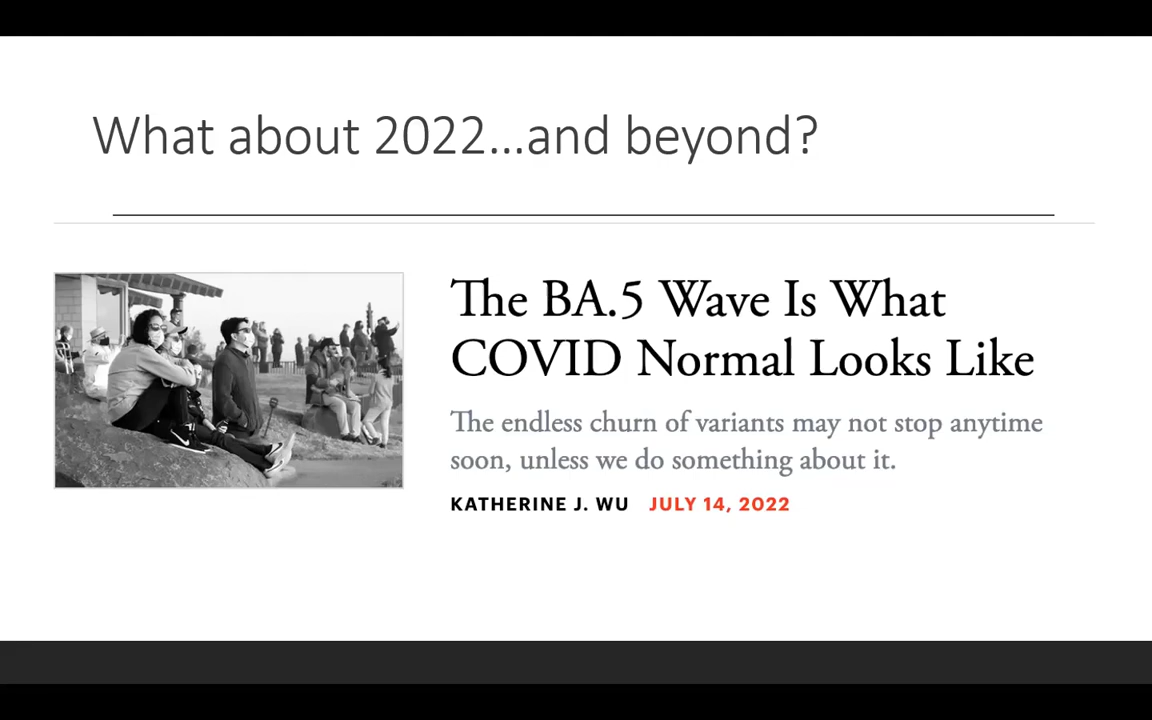 What about 2022...and beyond?
The BA.5 Wave Is What
COVID Normal Looks Like
The endless churn of variants may not stop anytime
soon, unless we do something about it.
KATHERINE J. WU JULY 14, 2022